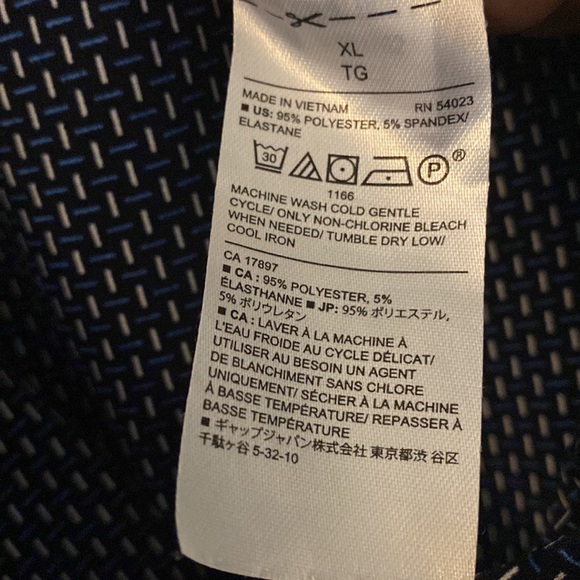 XL
TG
MADE IN VIETNAM RN 54023
■ US: 95% POLYESTER, 5% SPANDEX/
ELASTANE
30 P ®
1166
MACHINE WASH COLD GENTLE
CYCLE/ ONLY NON-CHLORINE BLEACH
WHEN NEEDED/ TUMBLE DRY LOW/
COOL IRON
CA 17897
■ CA : 95% POLYESTER, 5%
ÉLASTHANNE ■ JP: 95% ポリエステル,
5% ポリウレタン
■ CA : LAVER À LA MACHINE À
L'EAU FROIDE AU CYCLE DÉLICAT/
UTILISER AU BESOIN UN AGENT
DE BLANCHIMENT SANS CHLORE
UNIQUEMENT/ SÉCHER À LA MACHINE
À BASSE TEMPÉRATURE/ REPASSER À
BASSE TEMPÉRATURE
■ ギャップジャパン株式会社 東京都渋谷区
千駄ヶ谷 5-32-10